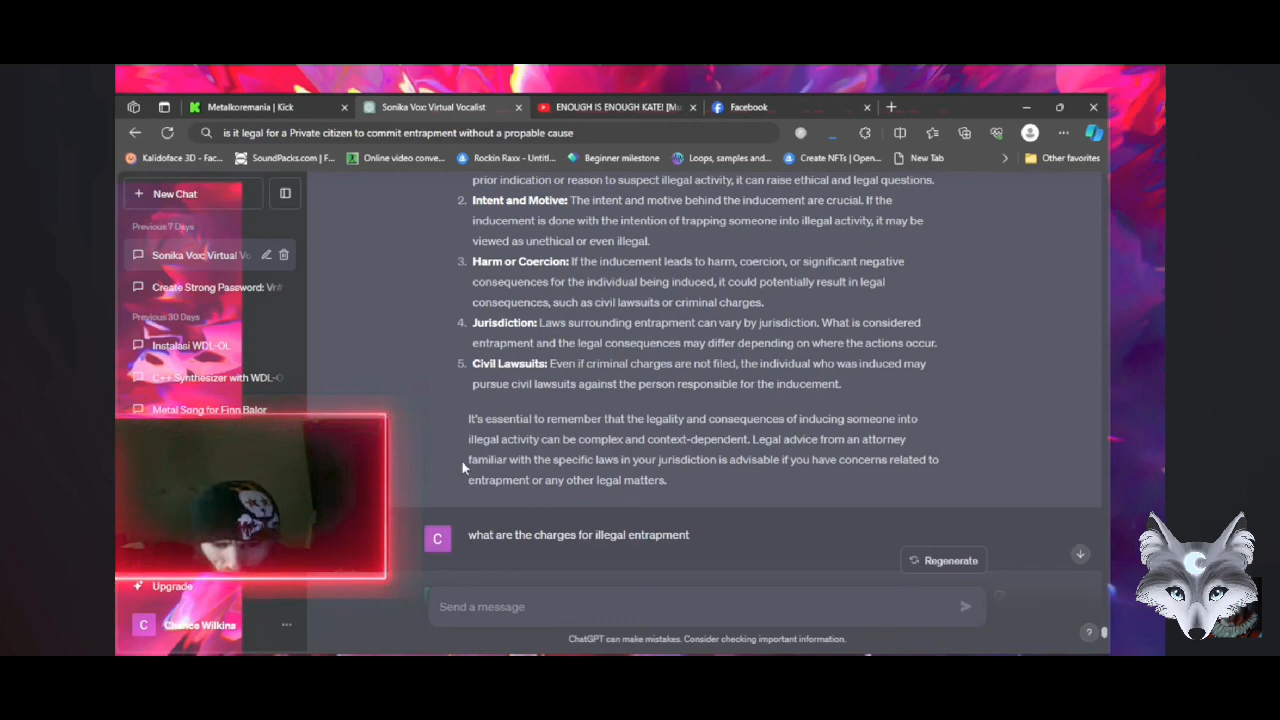 Metalkoremania | Kick
Sonika Vox: Virtual Vocalist
ENOUGH IS ENOUGH KATE! [Mu
Facebook
is it legal for a Private citizen to commit entrapment without a propable cause
Kalidoface 3D - Fac...
SoundPacks.com | F...
Online video conve...
Rockin Raxx - Untitl...
Beginner milestone
Loops, samples and...
Create NFTs | Open...
New Tab
Other favorites
New Chat
Previous 7 Days
Sonika Vox: Virtual Vo
Create Strong Password: Vr#
Previous 30 Days
Instalasi WDL-OL
C++ Synthesizer with WDL-O
Metal Song for Finn Balor
Upgrade
C
Chance Wilkins
prior indication or reason to suspect illegal activity, it can raise ethical and legal questions.
2. Intent and Motive: The intent and motive behind the inducement are crucial. If the
inducement is done with the intention of trapping someone into illegal activity, it may be
viewed as unethical or even illegal.
3. Harm or Coercion: If the inducement leads to harm, coercion, or significant negative
consequences for the individual being induced, it could potentially result in legal
consequences, such as civil lawsuits or criminal charges.
4. Jurisdiction: Laws surrounding entrapment can vary by jurisdiction. What is considered
entrapment and the legal consequences may differ depending on where the actions occur.
5. Civil Lawsuits: Even if criminal charges are not filed, the individual who was induced may
pursue civil lawsuits against the person responsible for the inducement.
It's essential to remember that the legality and consequences of inducing someone into
illegal activity can be complex and context-dependent. Legal advice from an attorney
familiar with the specific laws in your jurisdiction is advisable if you have concerns related to
entrapment or any other legal matters.
C
what are the charges for illegal entrapment
Regenerate
Send a message
ChatGPT can make mistakes. Consider checking important information.
?